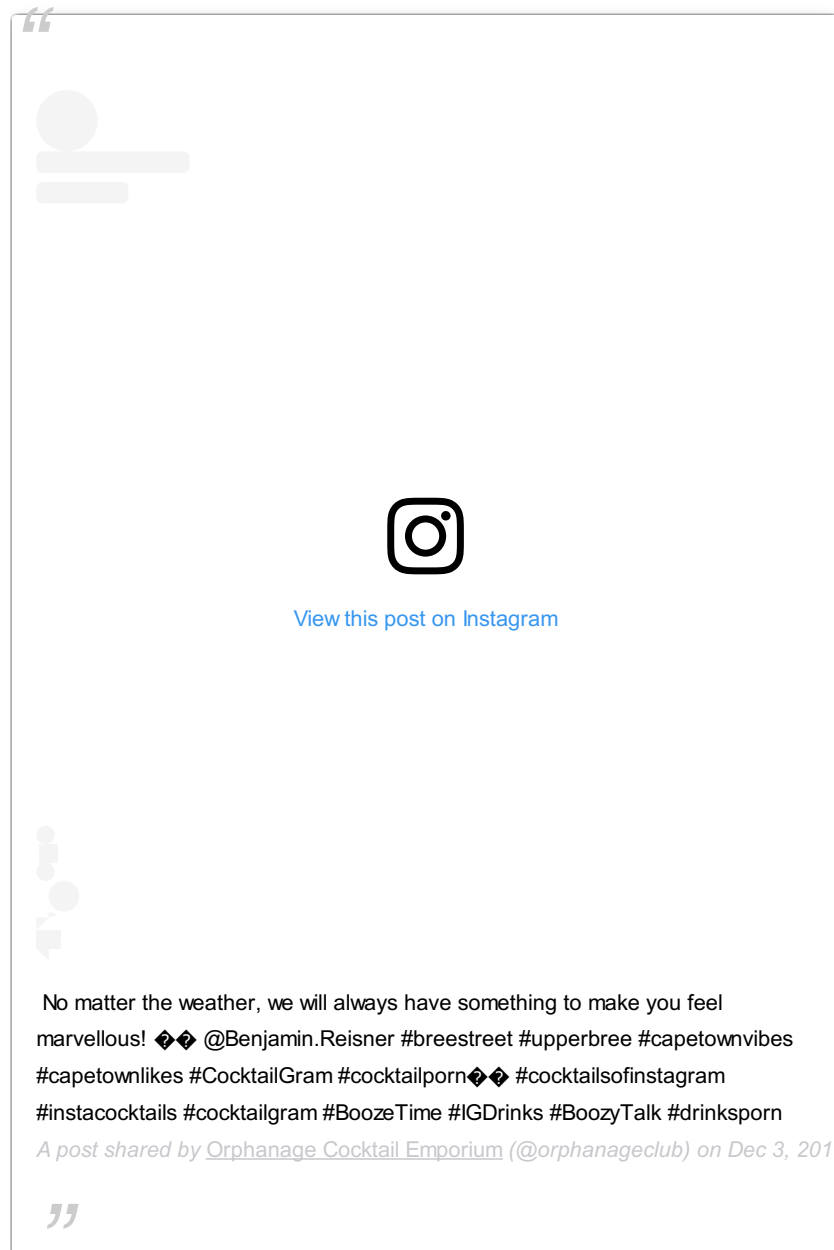 “
View this post on Instagram
No matter the weather, we will always have something to make you feel
marvellous! �� @Benjamin.Reisner #breestreet #upperbree #capetownvibes
#capetownlikes #CocktailGram #cocktailporn�� #cocktailsofinstagram
#instacocktails #cocktailgram #BoozeTime #IGDrinks #BoozyTalk #drinksporn
A post shared by Orphanage Cocktail Emporium (@orphanageclub) on Dec 3, 201
”